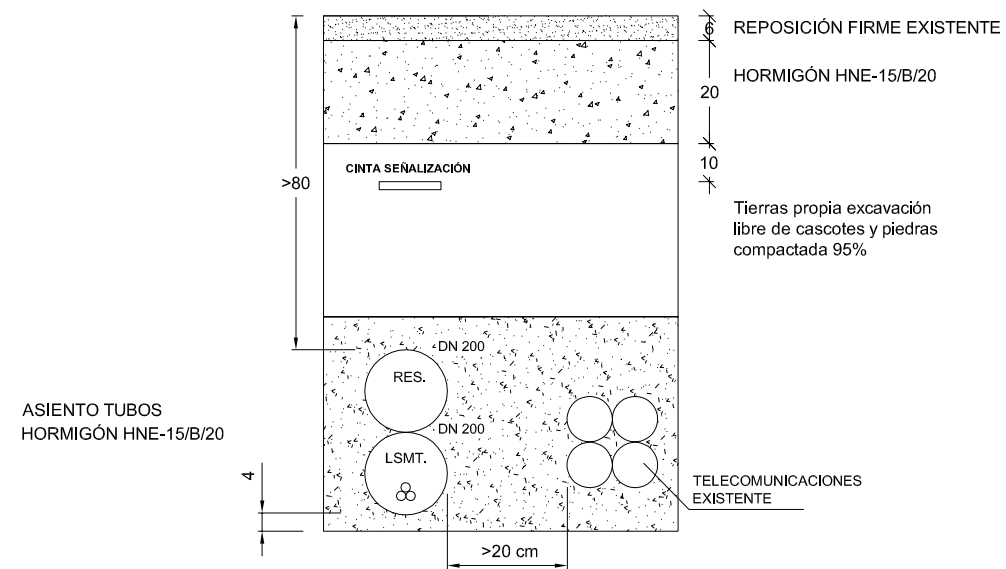 6
REPOSICIÓN FIRME EXISTENTE
HORMIGÓN HNE-15/B/20
20
10
CINTA SEÑALIZACIÓN
>80
Tierras propia excavación
libre de cascotes y piedras
compactada 95%
DN 200
RES.
DN 200
LSMT.
ASIENTO TUBOS
HORMIGÓN HNE-15/B/20
4
TELECOMUNICACIONES
EXISTENTE
>20 cm